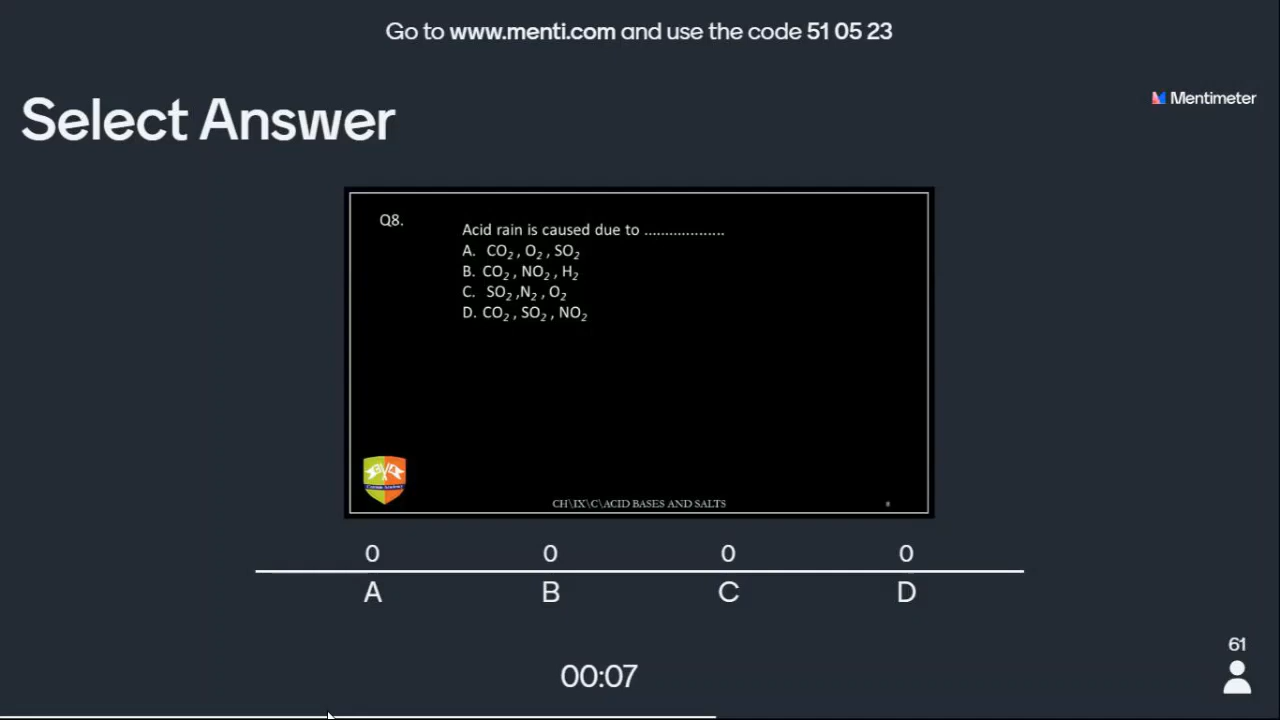 Go to www.menti.com and use the code 51 05 23
Mentimeter
Select Answer
Q8.
Acid rain is caused due to ...................
A. CO₂ , O₂ , SO₂
B. CO₂ , NO₂ , H₂
C. SO₂ ,N₂ , O₂
D. CO₂ , SO₂ , NO₂
CH\IX\C\ACID BASES AND SALTS
0 0 0 0
A B C D
61
00:07